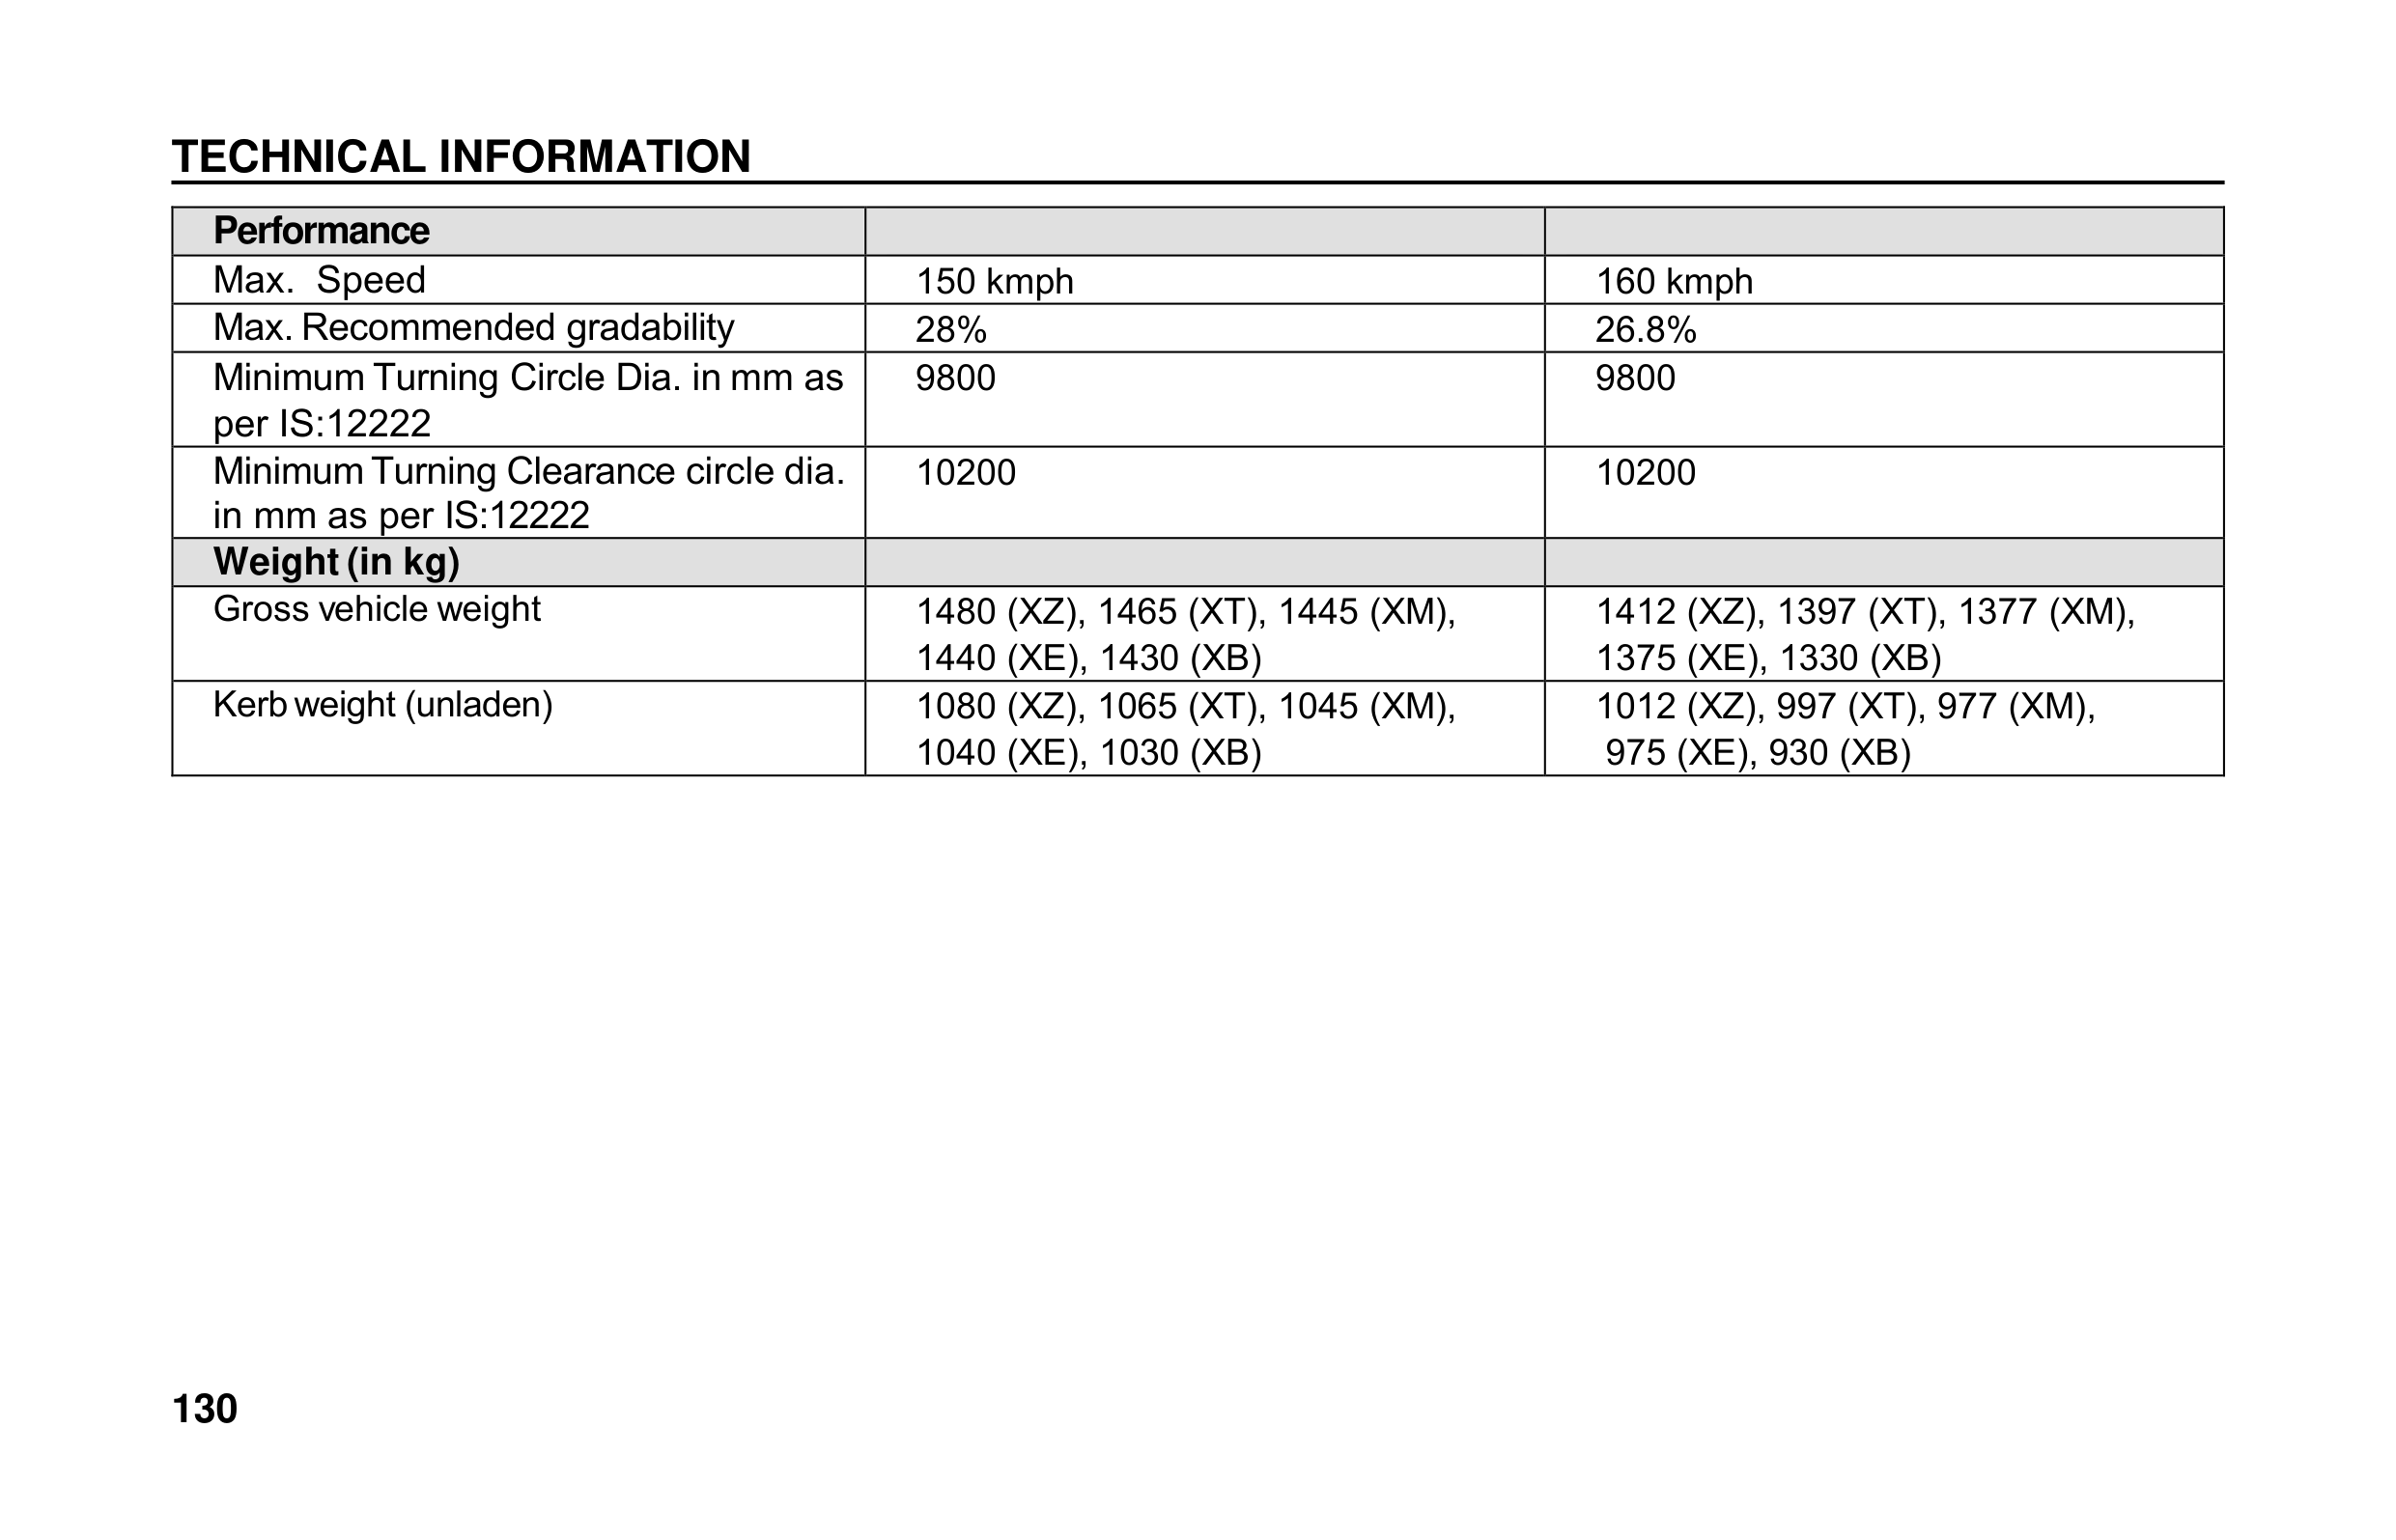 TECHNICAL INFORMATION
Performance
Max. Speed 150 kmph 160 kmph
Max. Recommended gradability 28% 26.8%
Minimum Turning Circle Dia. in mm as 9800 9800
per IS:12222
Minimum Turning Clearance circle dia. 10200 10200
in mm as per IS:12222
Weight (in kg)
Gross vehicle weight 1480 (XZ), 1465 (XT), 1445 (XM), 1412 (XZ), 1397 (XT), 1377 (XM),
1440 (XE), 1430 (XB) 1375 (XE), 1330 (XB)
Kerb weight (unladen) 1080 (XZ), 1065 (XT), 1045 (XM), 1012 (XZ), 997 (XT), 977 (XM),
1040 (XE), 1030 (XB) 975 (XE), 930 (XB)
130